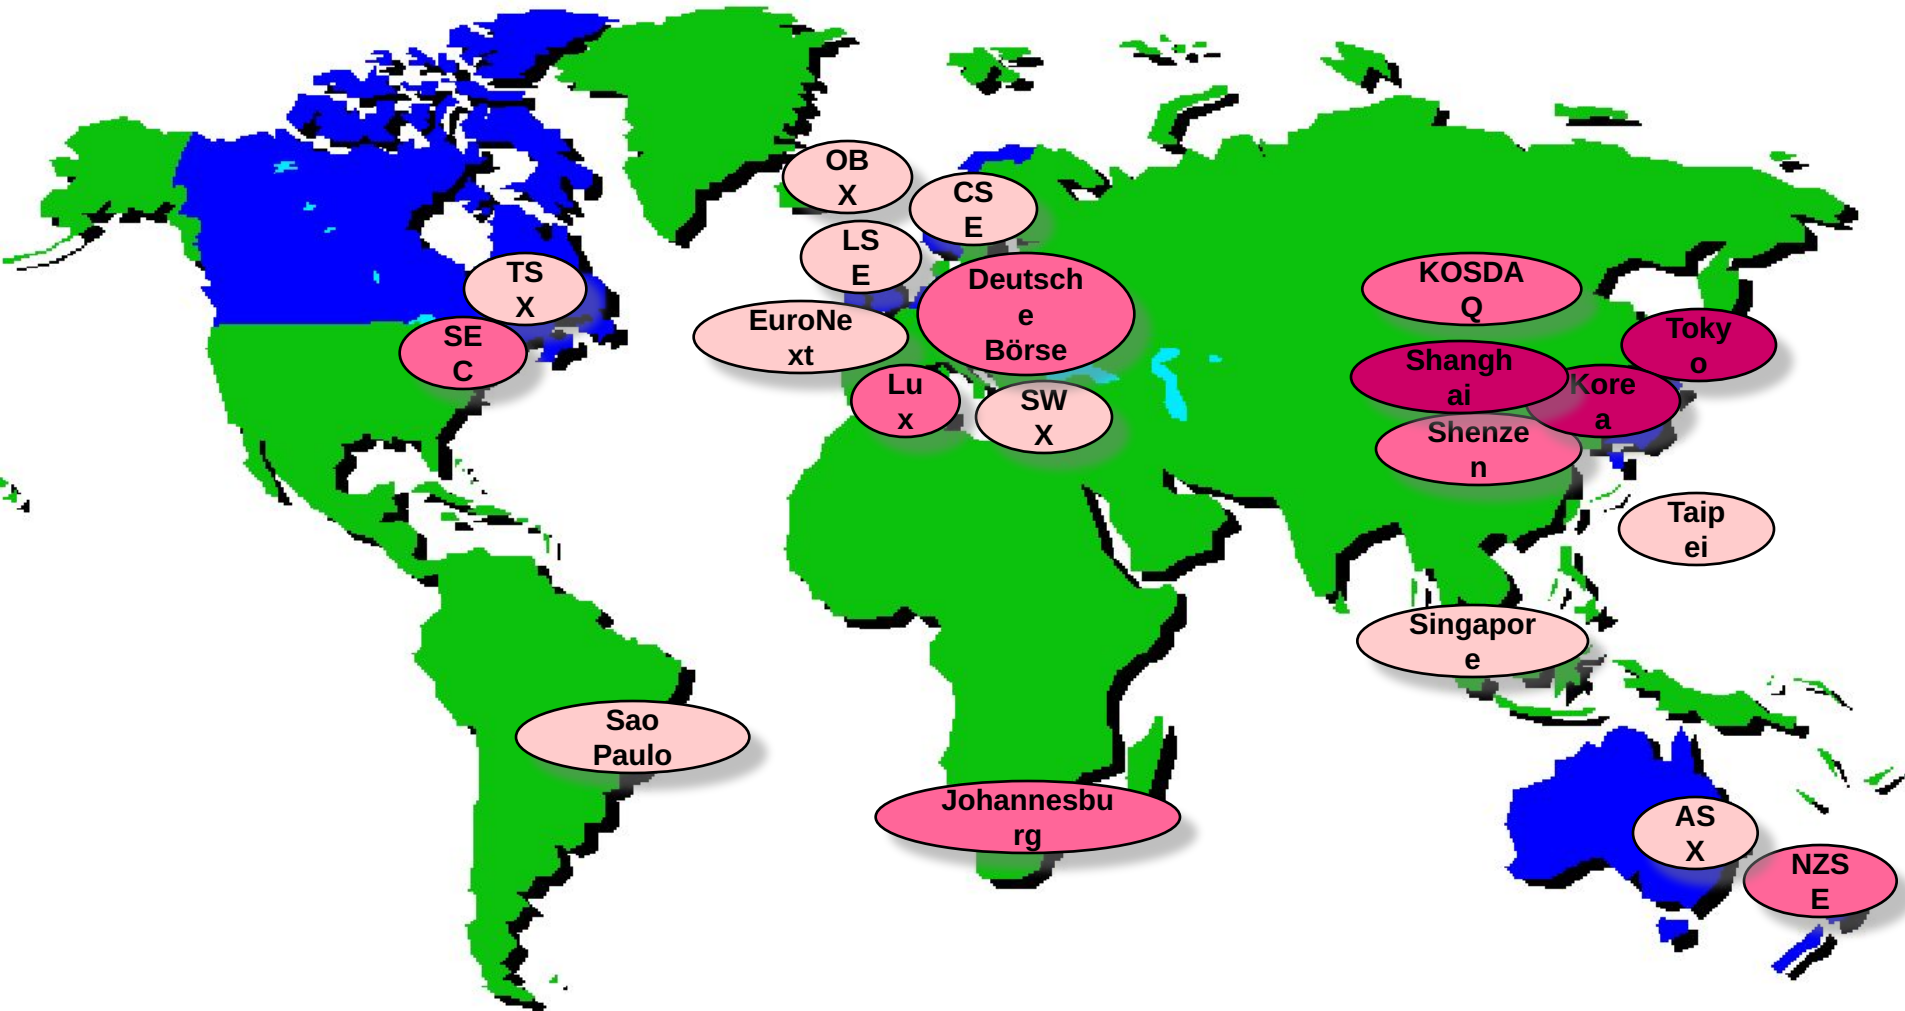 OB
X
CS
E
LS
E
TS
X
Deutsch
e
Börse
KOSDA
Q
EuroNe
xt
SE
C
Toky
o
Shangh
ai
Kore
a
Lu
x
SW
X
Shenze
n
Taip
ei
Singapor
e
Sao
Paulo
Johannesbu
rg
AS
X
NZS
E